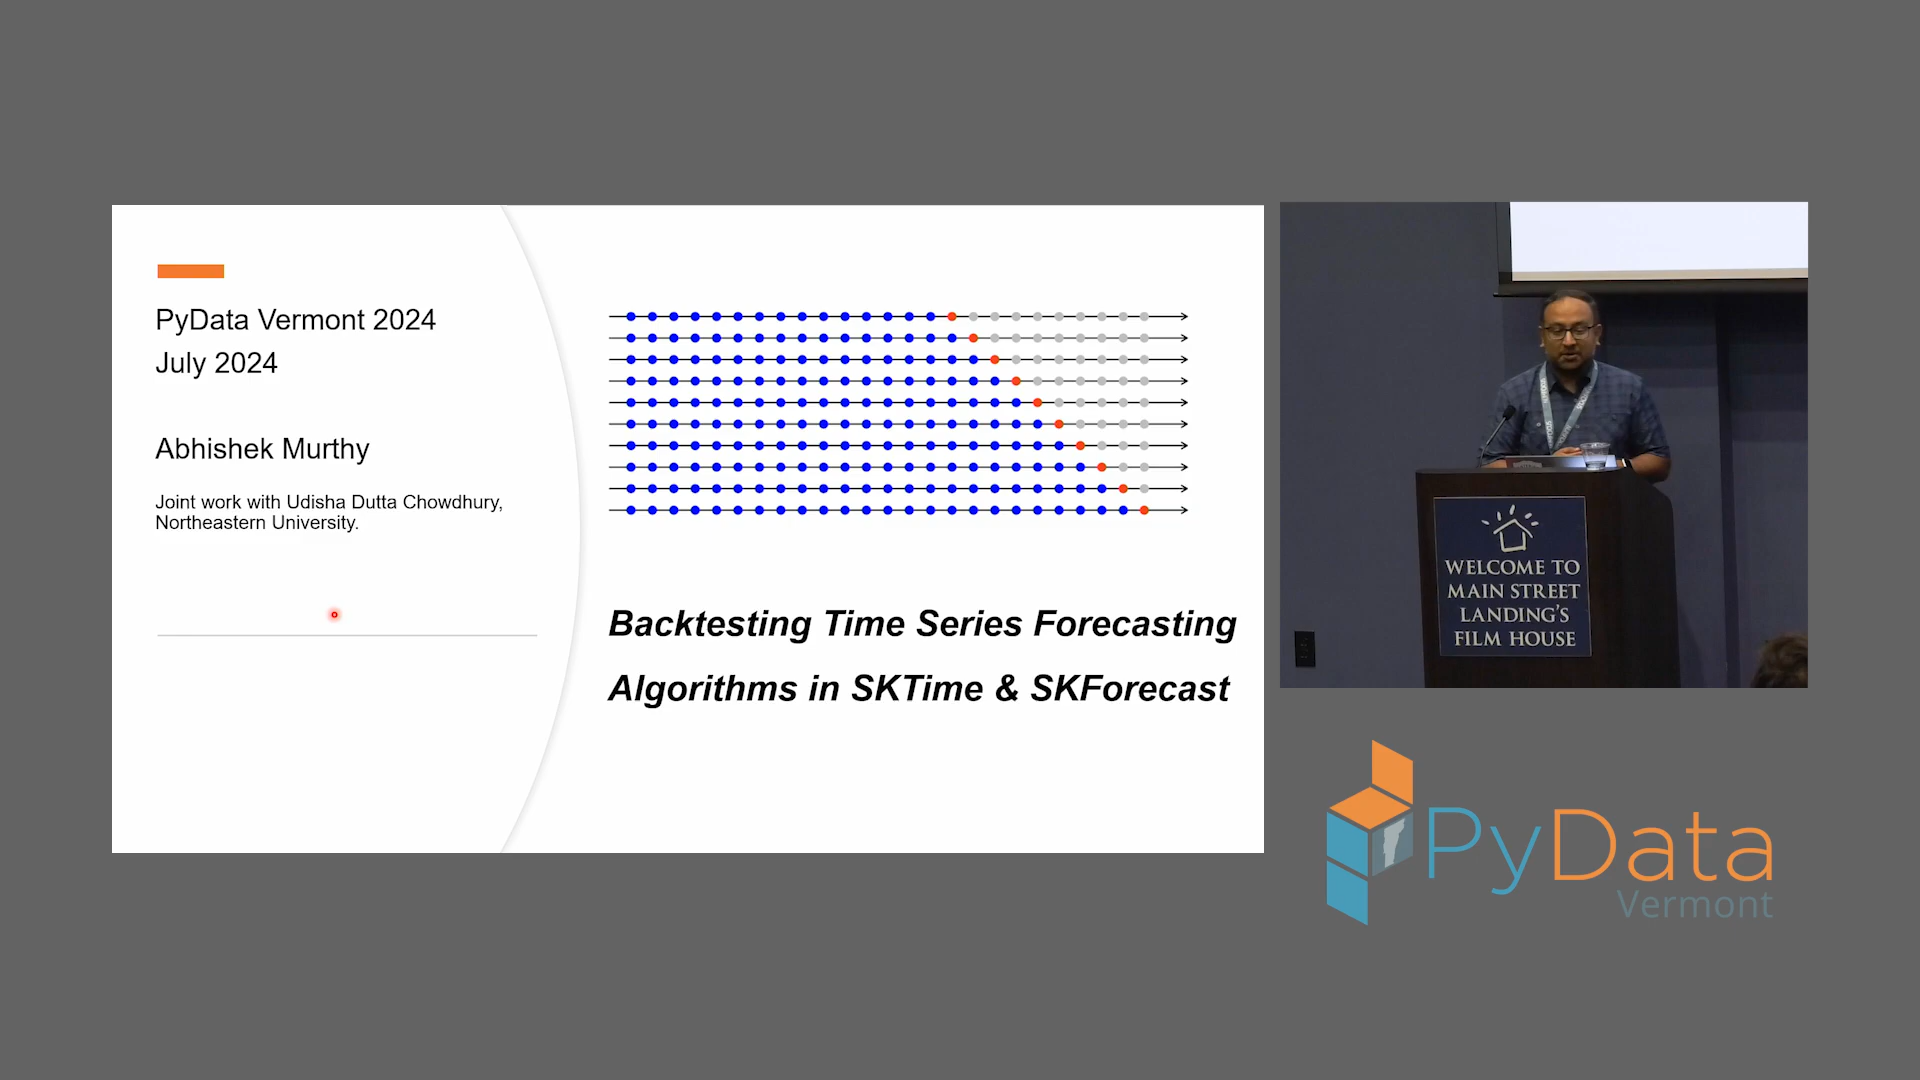 PyData Vermont 2024
July 2024
Abhishek Murthy
Joint work with Udisha Dutta Chowdhury,
Northeastern University.
Backtesting Time Series Forecasting
Algorithms in SKTime & SKForecast
WELCOME TO
MAIN STREET
LANDING'S
FILM HOUSE
PyData
Vermont